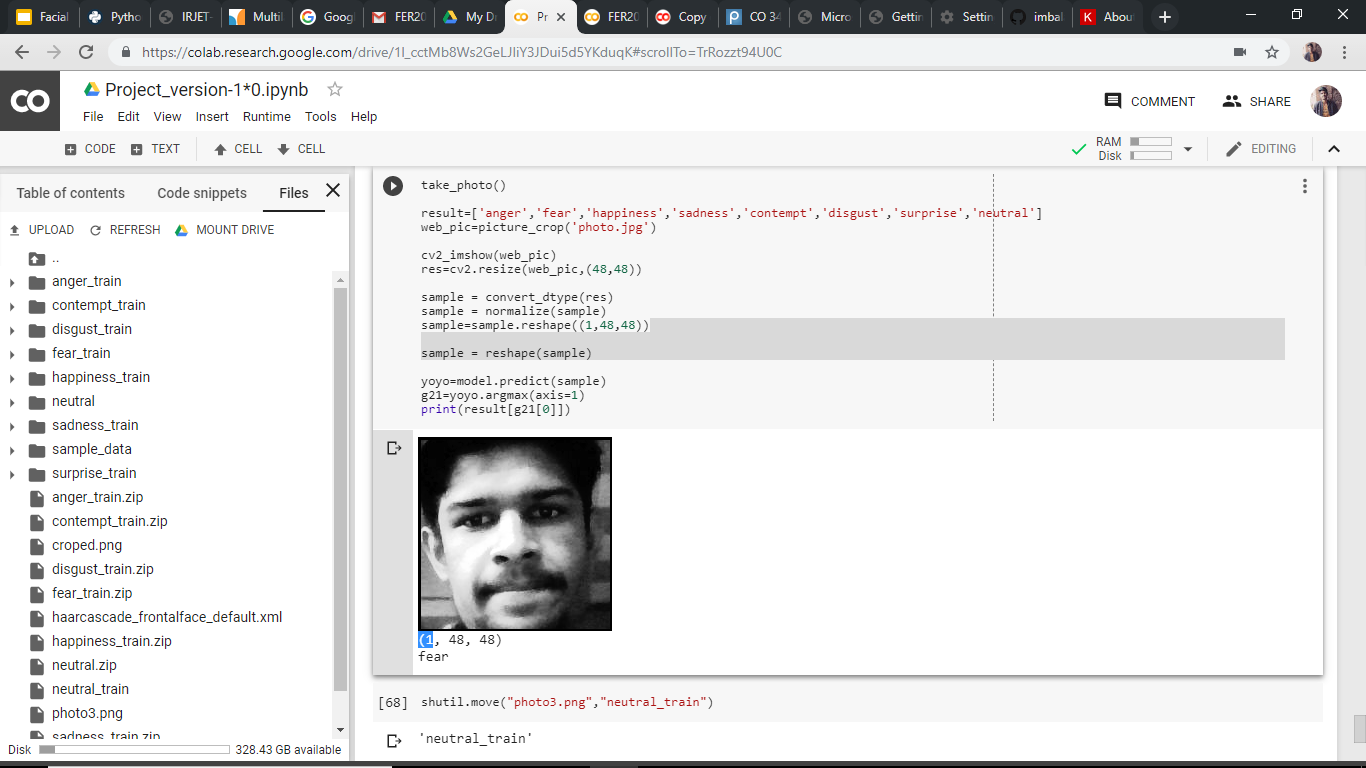 Facial
Pytho
IRJET-
Multil
Goog
FER20
My Dr
Pr
FER20
Copy
CO 34
Micro
Gettin
Settin
imbal
Abou
https://colab.research.google.com/drive/1l_cctMb8Ws2GeLJIiY3JDui5d5YKduqK#scrollTo=TrRozzt94U0C
CO
Project_version-1*0.ipynb
COMMENT
SHARE
File Edit View Insert Runtime Tools Help
CODE TEXT CELL CELL
RAM
Disk
EDITING
Table of contents Code snippets Files
UPLOAD REFRESH MOUNT DRIVE
..
anger_train
contempt_train
disgust_train
fear_train
happiness_train
neutral
sadness_train
sample_data
surprise_train
anger_train.zip
contempt_train.zip
croped.png
disgust_train.zip
fear_train.zip
haarcascade_frontalface_default.xml
happiness_train.zip
neutral.zip
neutral_train
photo3.png
sadness_train.zip
Disk 328.43 GB available
take_photo()
result=['anger','fear','happiness','sadness','contempt','disgust','surprise','neutral']
web_pic=picture_crop('photo.jpg')
cv2_imshow(web_pic)
res=cv2.resize(web_pic,(48,48))
sample = convert_dtype(res)
sample = normalize(sample)
sample=sample.reshape((1,48,48))
sample = reshape(sample)
yoyo=model.predict(sample)
g21=yoyo.argmax(axis=1)
print(result[g21[0]])
(1, 48, 48)
fear
[68] shutil.move("photo3.png","neutral_train")
'neutral_train'